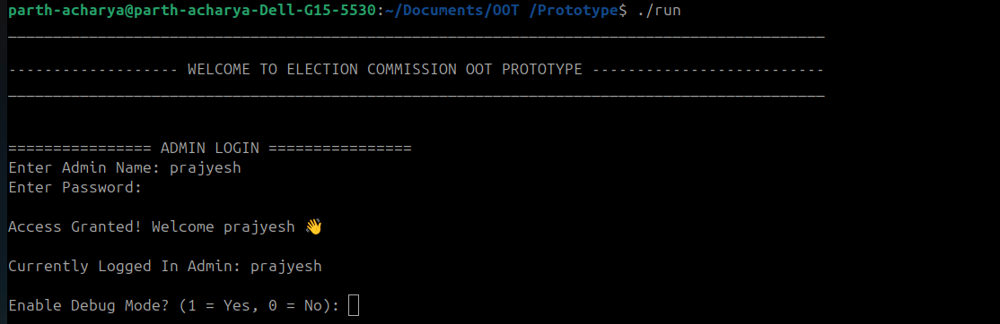 parth-acharya@parth-acharya-Dell-G15-5530:~/Documents/OOT /Prototype$ ./run
___________________________________________________________________________________________
------------------- WELCOME TO ELECTION COMMISSION OOT PROTOTYPE --------------------------
___________________________________________________________________________________________
================ ADMIN LOGIN ================
Enter Admin Name: prajyesh
Enter Password:
Access Granted! Welcome prajyesh 👋
Currently Logged In Admin: prajyesh
Enable Debug Mode? (1 = Yes, 0 = No):